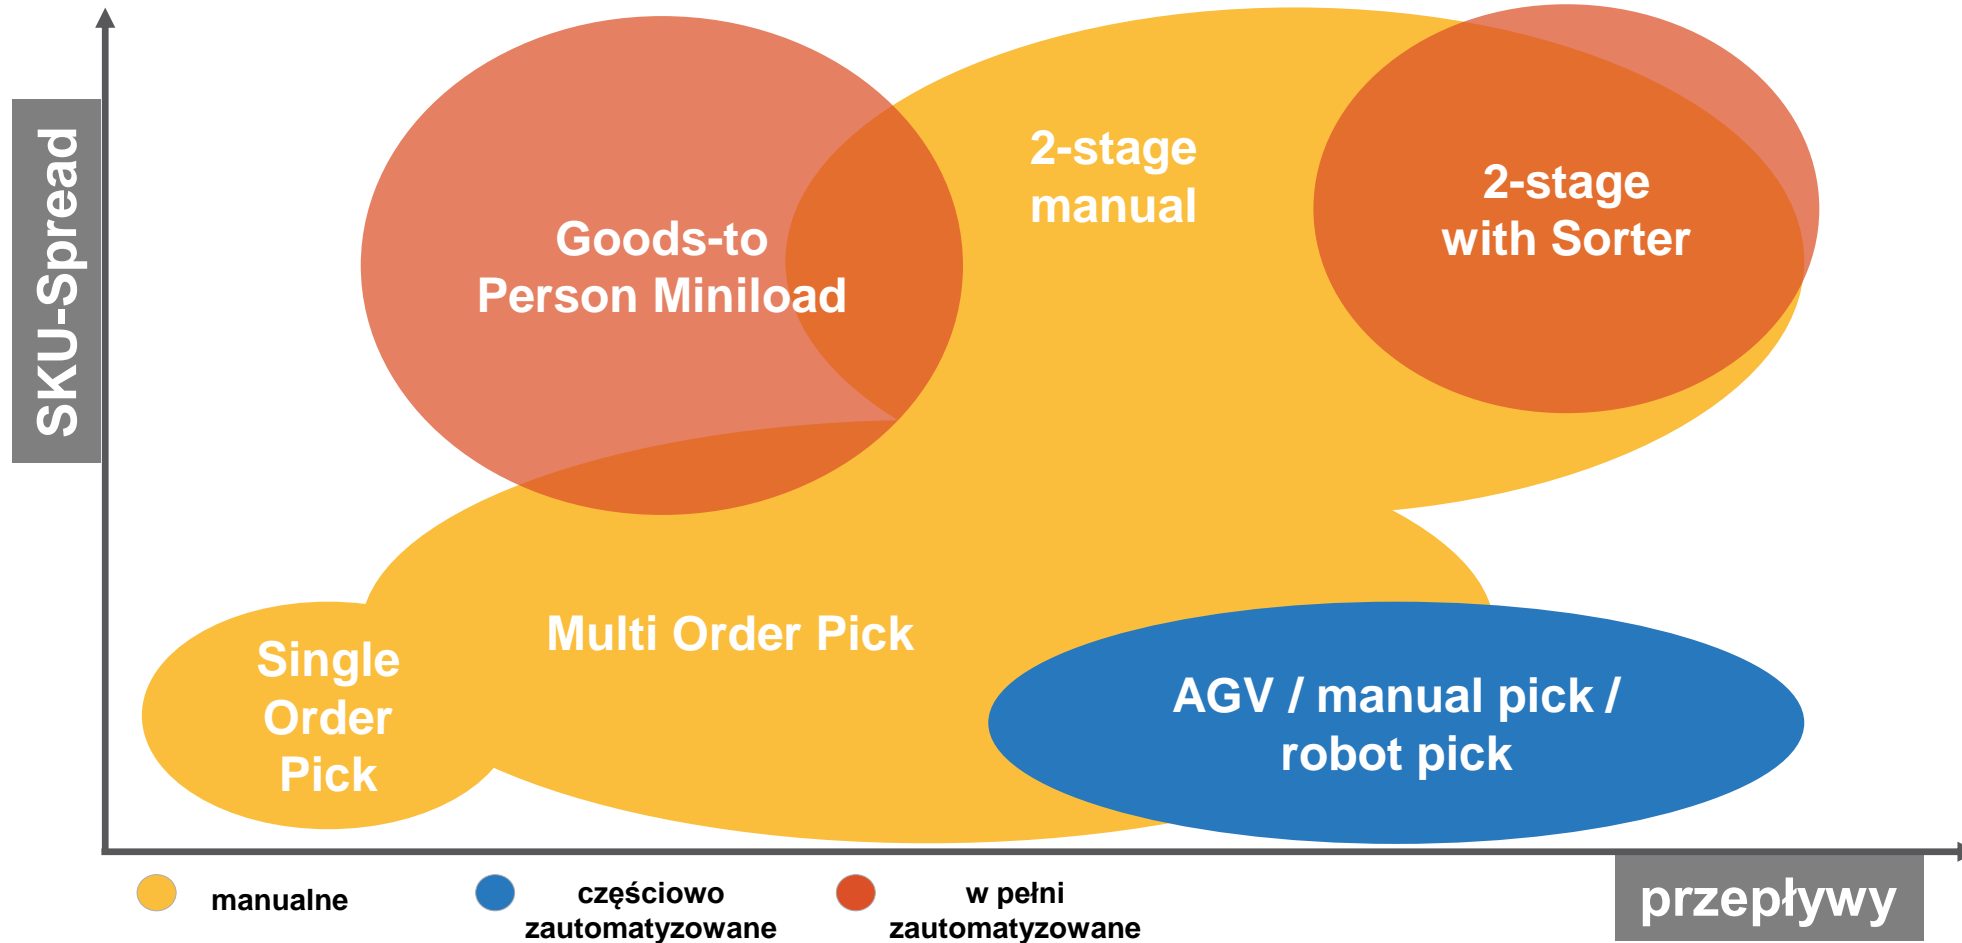 SKU-Spread
2-stage
manual
2-stage
with Sorter
Goods-to
Person Miniload
Multi Order Pick
Single
Order
Pick
AGV / manual pick /
robot pick
przepływy
manualne
częściowo
zautomatyzowane
w pełni
zautomatyzowane